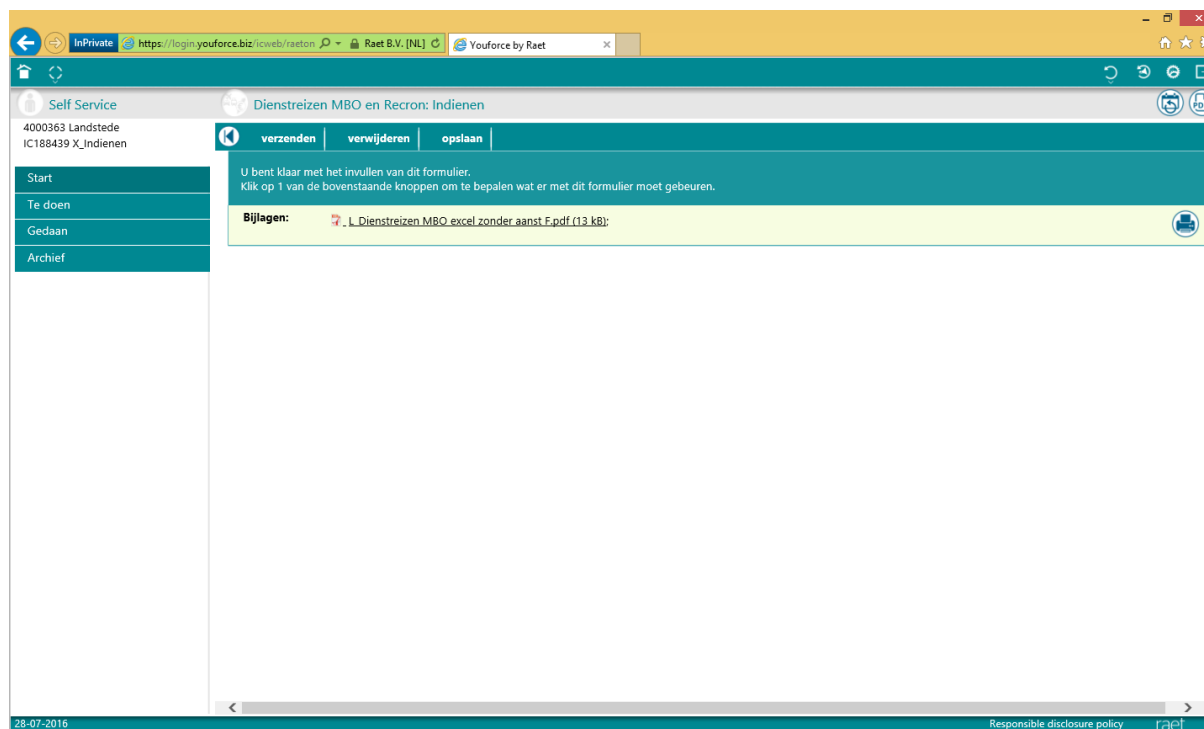 InPrivate https://login.youforce.biz/icweb/raeton Raet B.V. [NL] Youforce by Raet
Self Service
Dienstreizen MBO en Recron: Indienen
4000363 Landstede
IC188439 X_Indienen
verzenden verwijderen opslaan
U bent klaar met het invullen van dit formulier.
Klik op 1 van de bovenstaande knoppen om te bepalen wat er met dit formulier moet gebeuren.
Start
Te doen
Gedaan
Archief
Bijlagen: _L_Dienstreizen MBO excel zonder aanst F.pdf (13 kB);
28-07-2016 Responsible disclosure policy raet